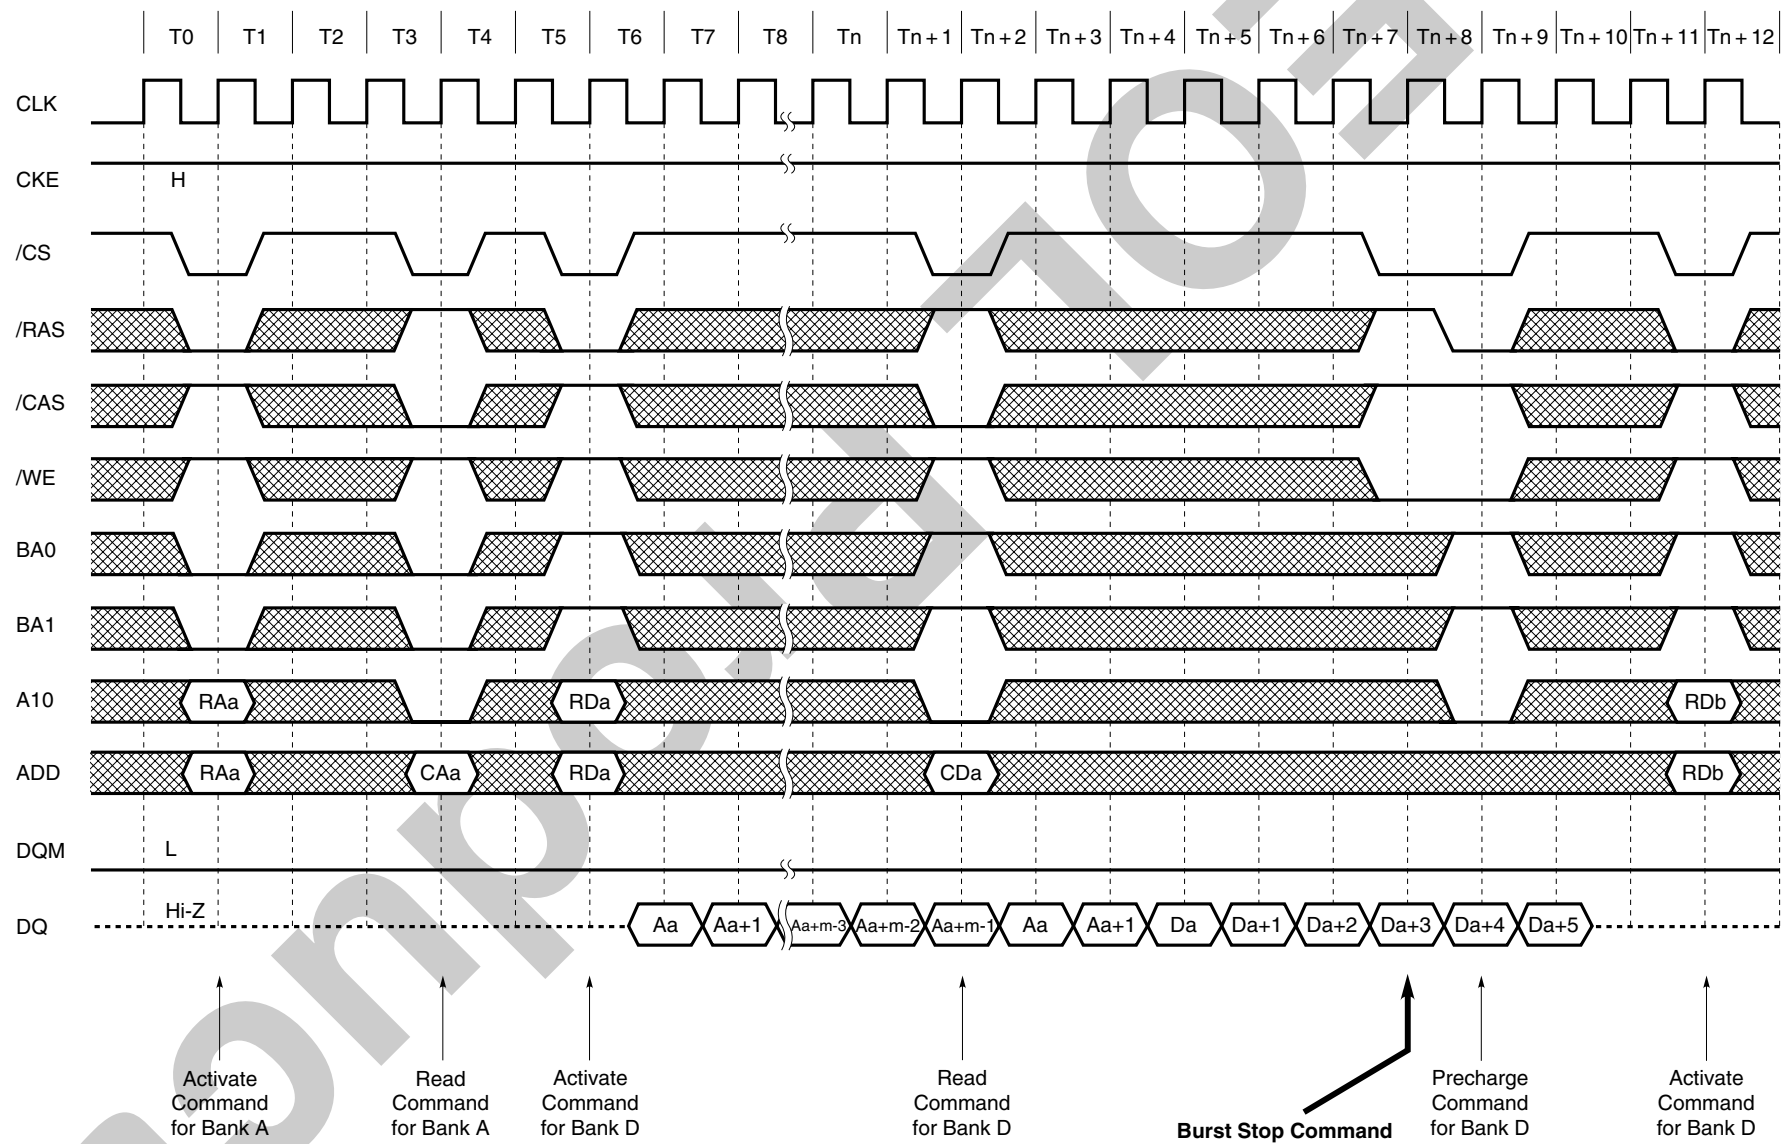 T0 T1 T2 T3 T4 T5 T6 T7 T8 Tn Tn + 1 Tn + 2 Tn + 3 Tn + 4 Tn + 5 Tn + 6 Tn + 7 Tn + 8 Tn + 9 Tn + 10 Tn + 11 Tn + 12
CLK
CKE H
/CS
/RAS
/CAS
/WE
BA0
BA1
A10 RAa RDa RDb
ADD RAa CAa RDa CDa RDb
DQM L
DQ Hi-Z Aa Aa+1 Aa+m-3 Aa+m-2 Aa+m-1 Aa Aa+1 Da Da+1 Da+2 Da+3 Da+4 Da+5
Activate
Command
for Bank A
Read
Command
for Bank A
Activate
Command
for Bank D
Read
Command
for Bank D
Burst Stop Command
Precharge
Command
for Bank D
Activate
Command
for Bank D
EOL Product